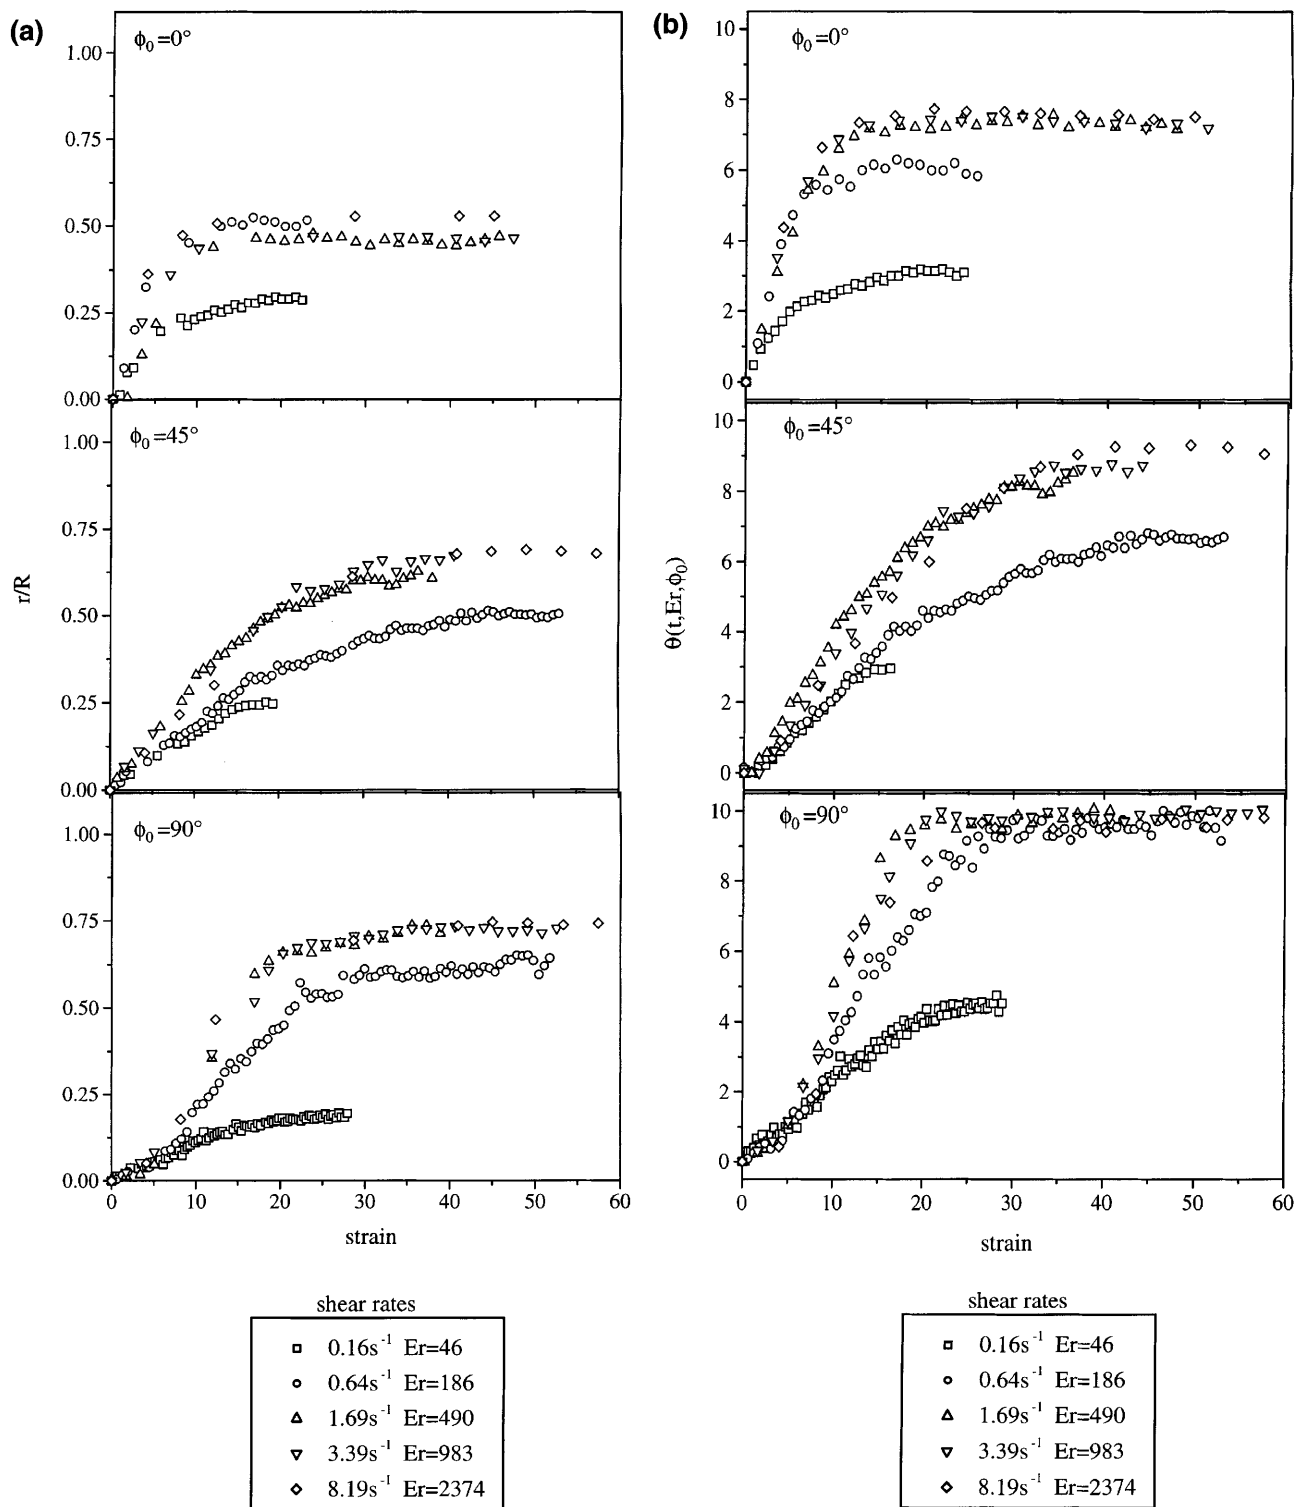 (a)
ϕ₀=0°
1.00
0.75
0.50
0.25
0.00
ϕ₀=45°
1.00
0.75
0.50
0.25
0.00
r/R
ϕ₀=90°
1.00
0.75
0.50
0.25
0.00
0 10 20 30 40 50 60
strain
shear rates
0.16s⁻¹ Er=46
0.64s⁻¹ Er=186
1.69s⁻¹ Er=490
3.39s⁻¹ Er=983
8.19s⁻¹ Er=2374
(b)
ϕ₀=0°
10
8
6
4
2
0
ϕ₀=45°
10
8
6
4
2
0
θ(t,Er,ϕ₀)
ϕ₀=90°
10
8
6
4
2
0
0 10 20 30 40 50 60
strain
shear rates
0.16s⁻¹ Er=46
0.64s⁻¹ Er=186
1.69s⁻¹ Er=490
3.39s⁻¹ Er=983
8.19s⁻¹ Er=2374